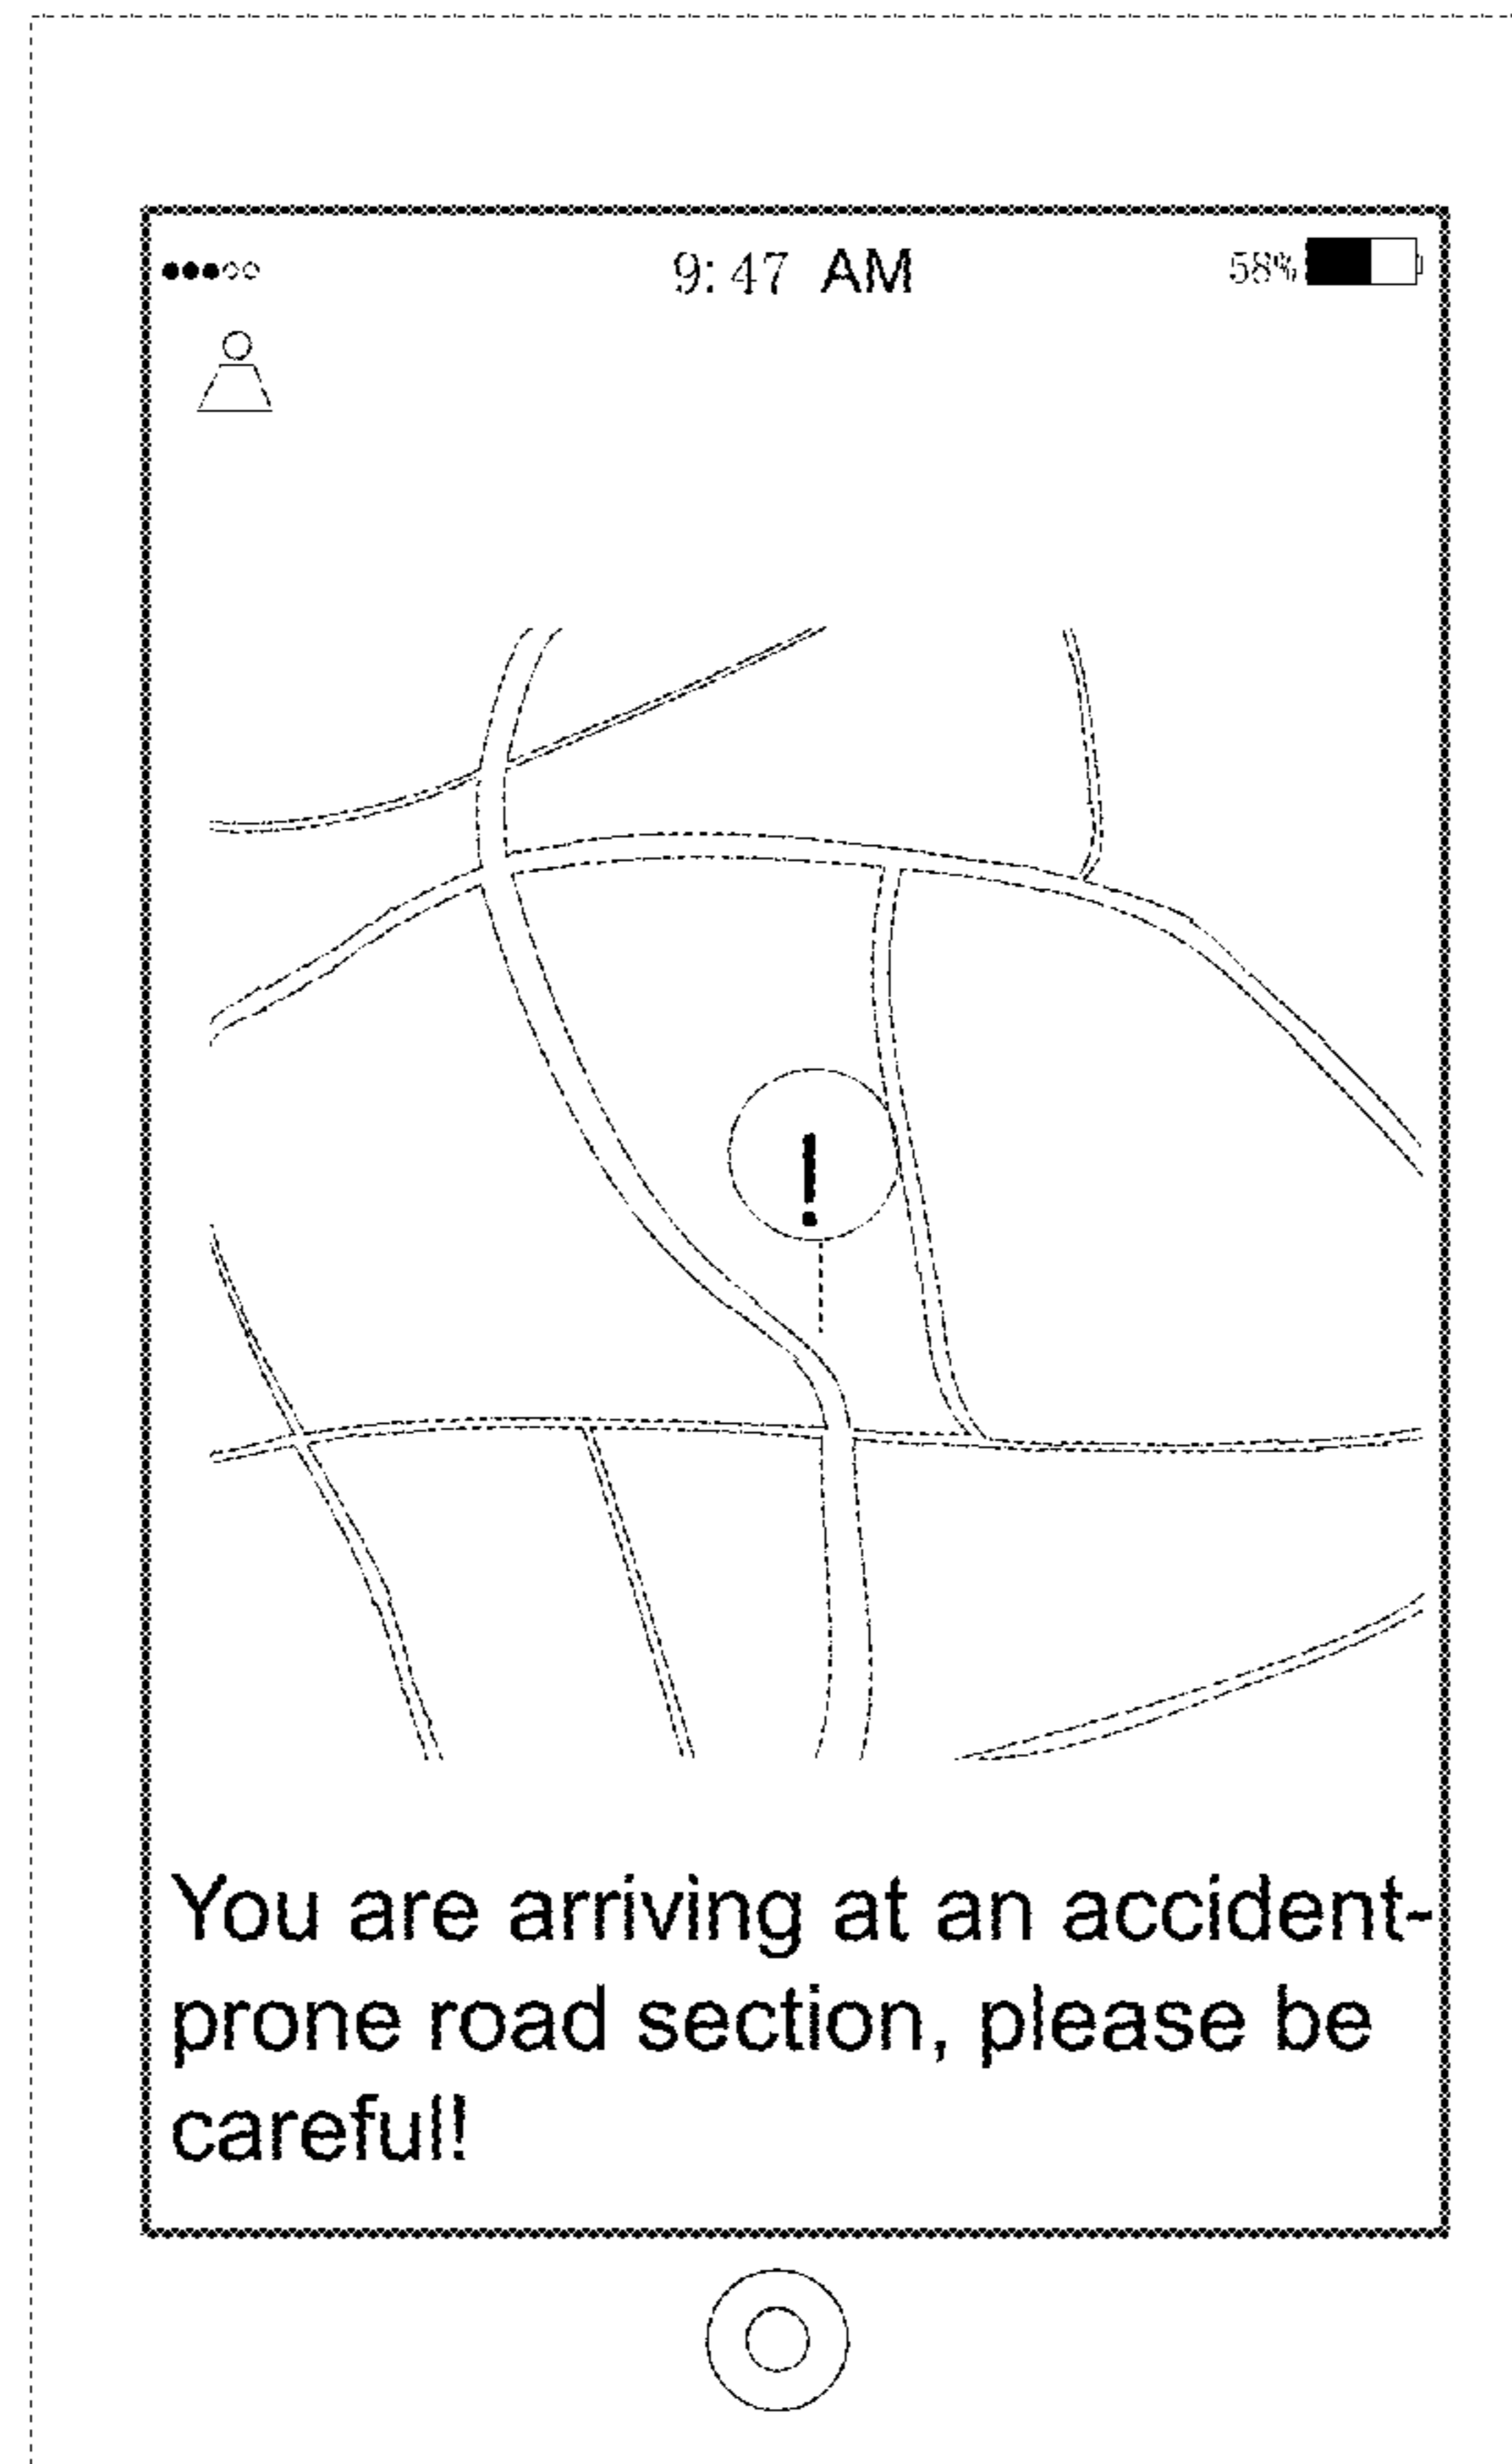 9:47 AM
58%
!
You are arriving at an accident-
prone road section, please be
careful!